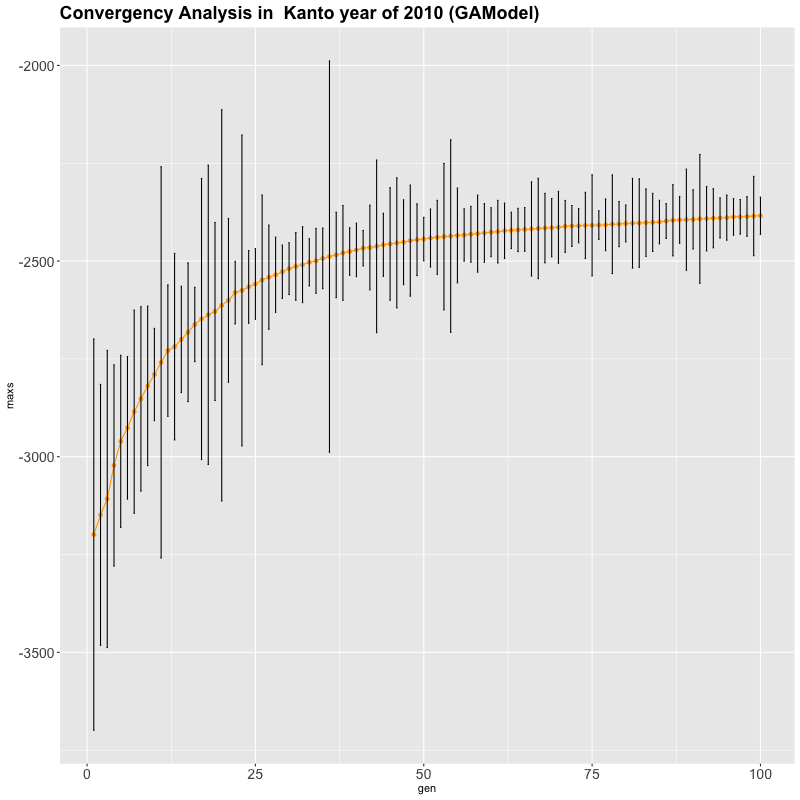 Convergency Analysis in  Kanto year of 2010 (GAModel)
-2000
-2500
-3000
-3500
maxs
0 25 50 75 100
gen